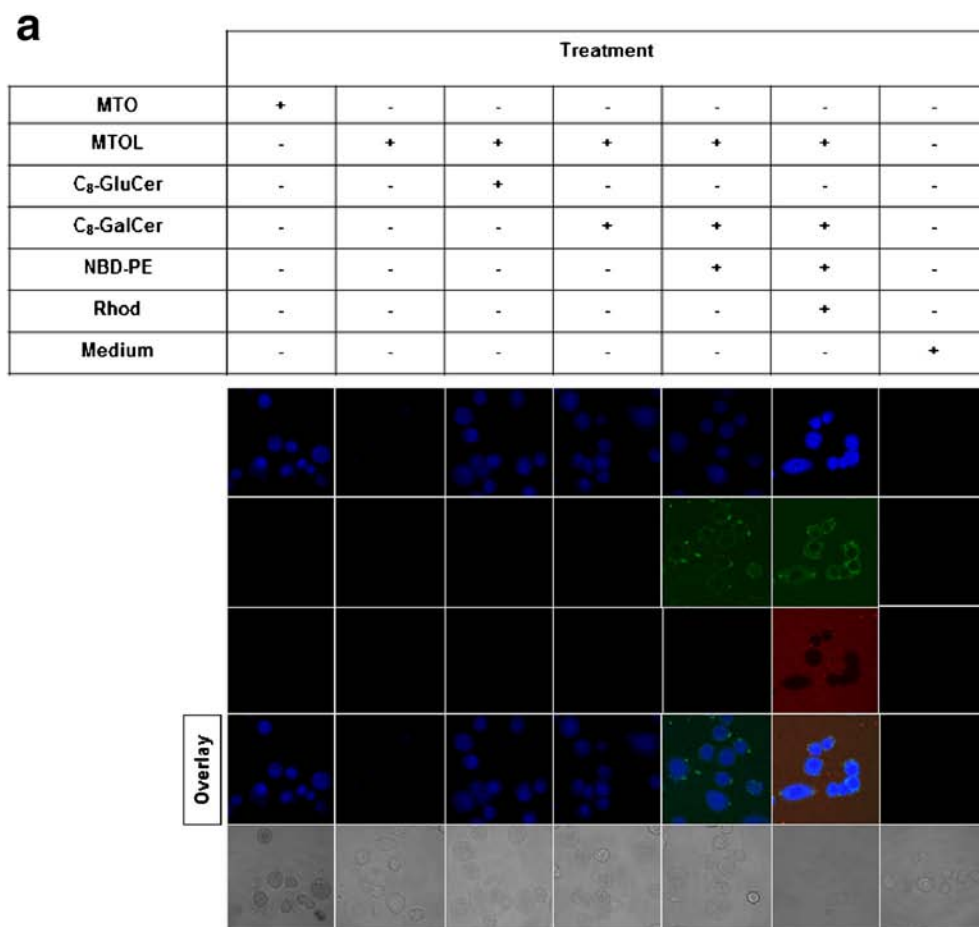 a
Treatment
MTO + - - - - - -
MTOL - + + + + + -
C₈-GluCer - - + - - - -
C₈-GalCer - - - + + + -
NBD-PE - - - - + + -
Rhod - - - - - + -
Medium - - - - - - +
Overlay